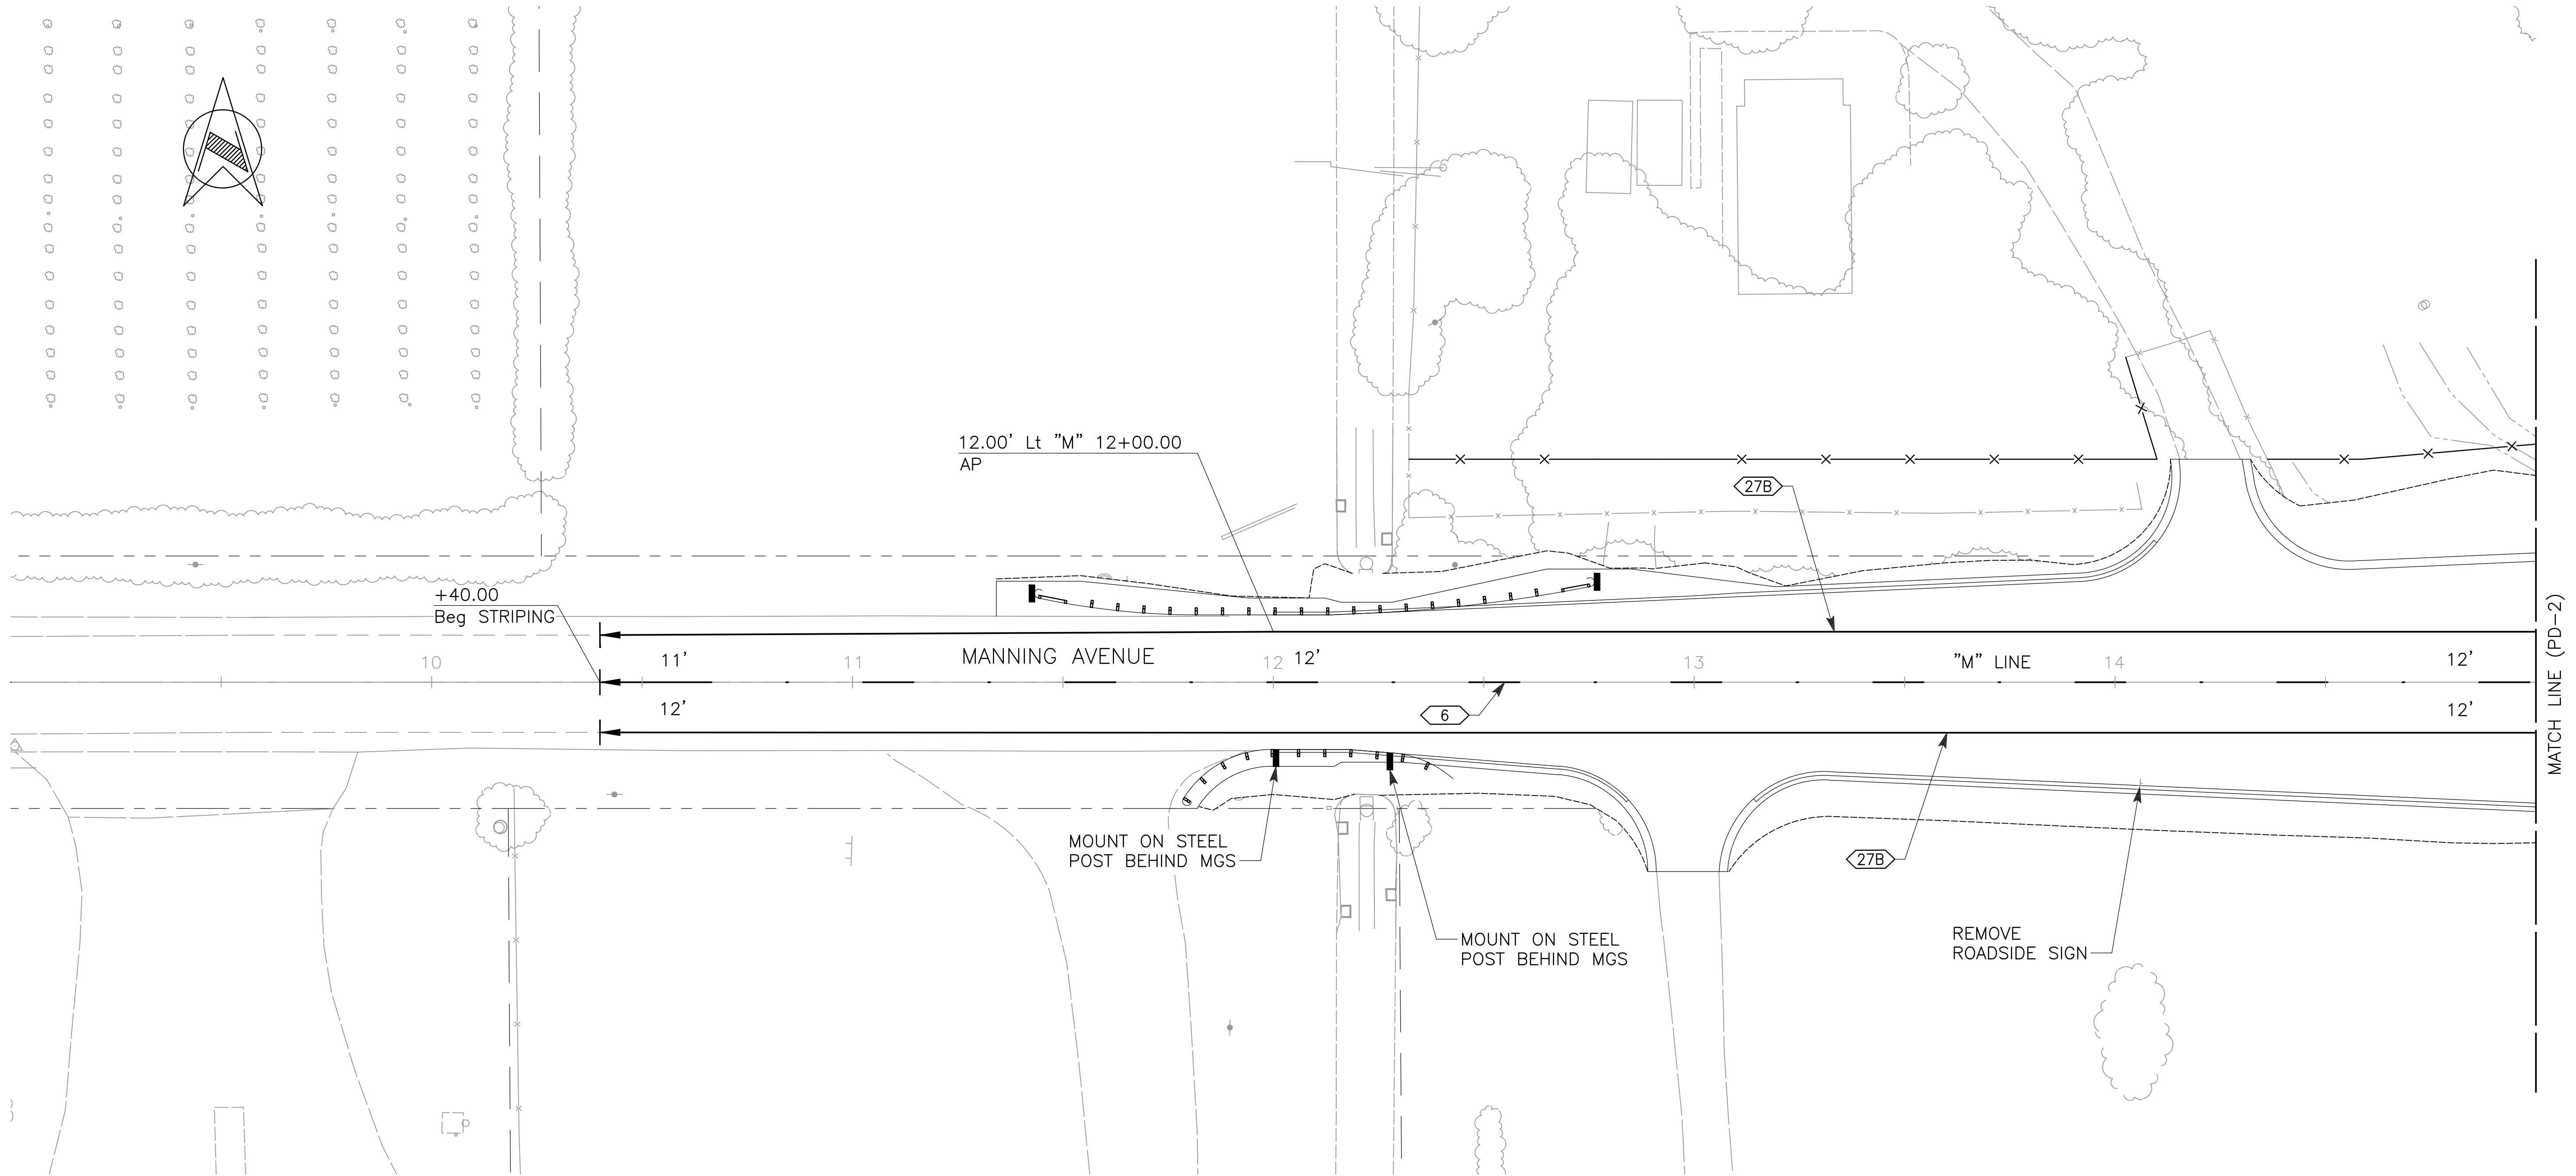 12.00' Lt "M" 12+00.00
AP
27B
+40.00
Beg STRIPING
MATCH LINE (PD-2)
10
11'
11
MANNING AVENUE
12
12'
13
"M" LINE
14
12'
12'
6
12'
MOUNT ON STEEL
POST BEHIND MGS
27B
MOUNT ON STEEL
POST BEHIND MGS
REMOVE
ROADSIDE SIGN